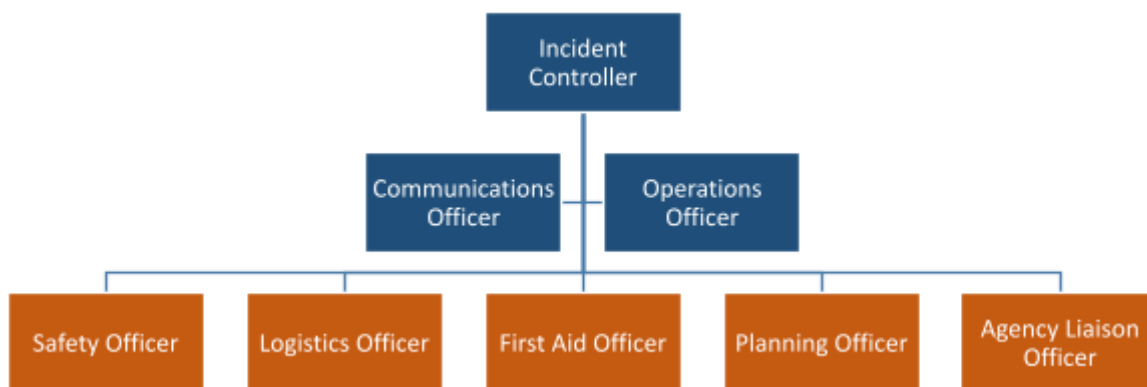 Incident
Controller
Communications
Officer
Operations
Officer
Safety Officer
Logistics Officer
First Aid Officer
Planning Officer
Agency Liaison
Officer